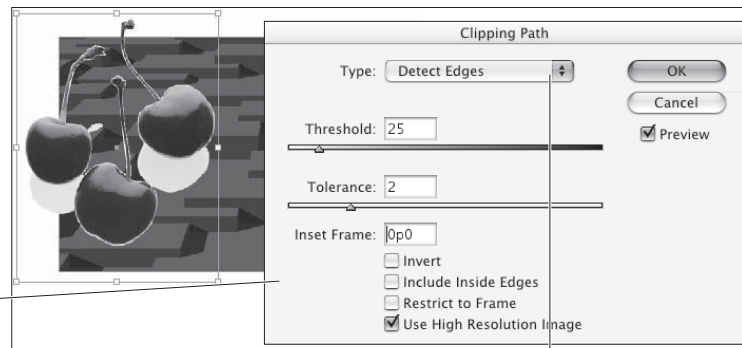 Clipping Path
Type: Detect Edges
OK
Cancel
Preview
Threshold: 25
Tolerance: 2
Inset Frame: 0p0
Invert
Include Inside Edges
Restrict to Frame
Use High Resolution Image